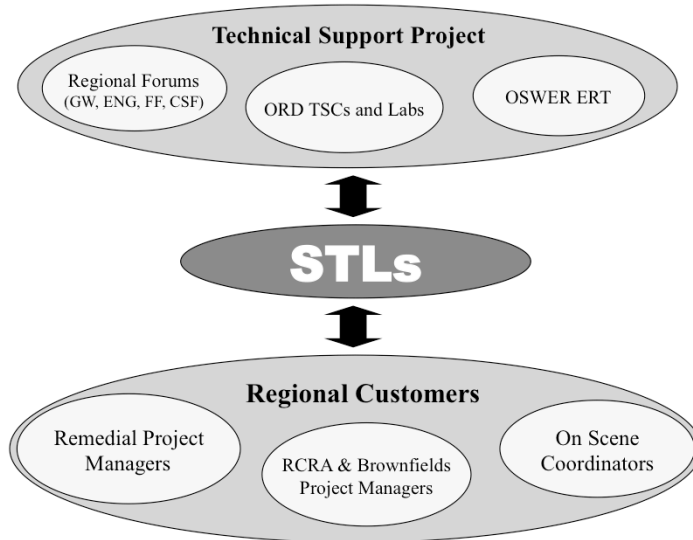 Technical Support Project
Regional Forums
(GW, ENG, FF, CSF)
ORD TSCs and Labs
OSWER ERT
STLs
Regional Customers
Remedial Project
Managers
RCRA & Brownfields
Project Managers
On Scene
Coordinators